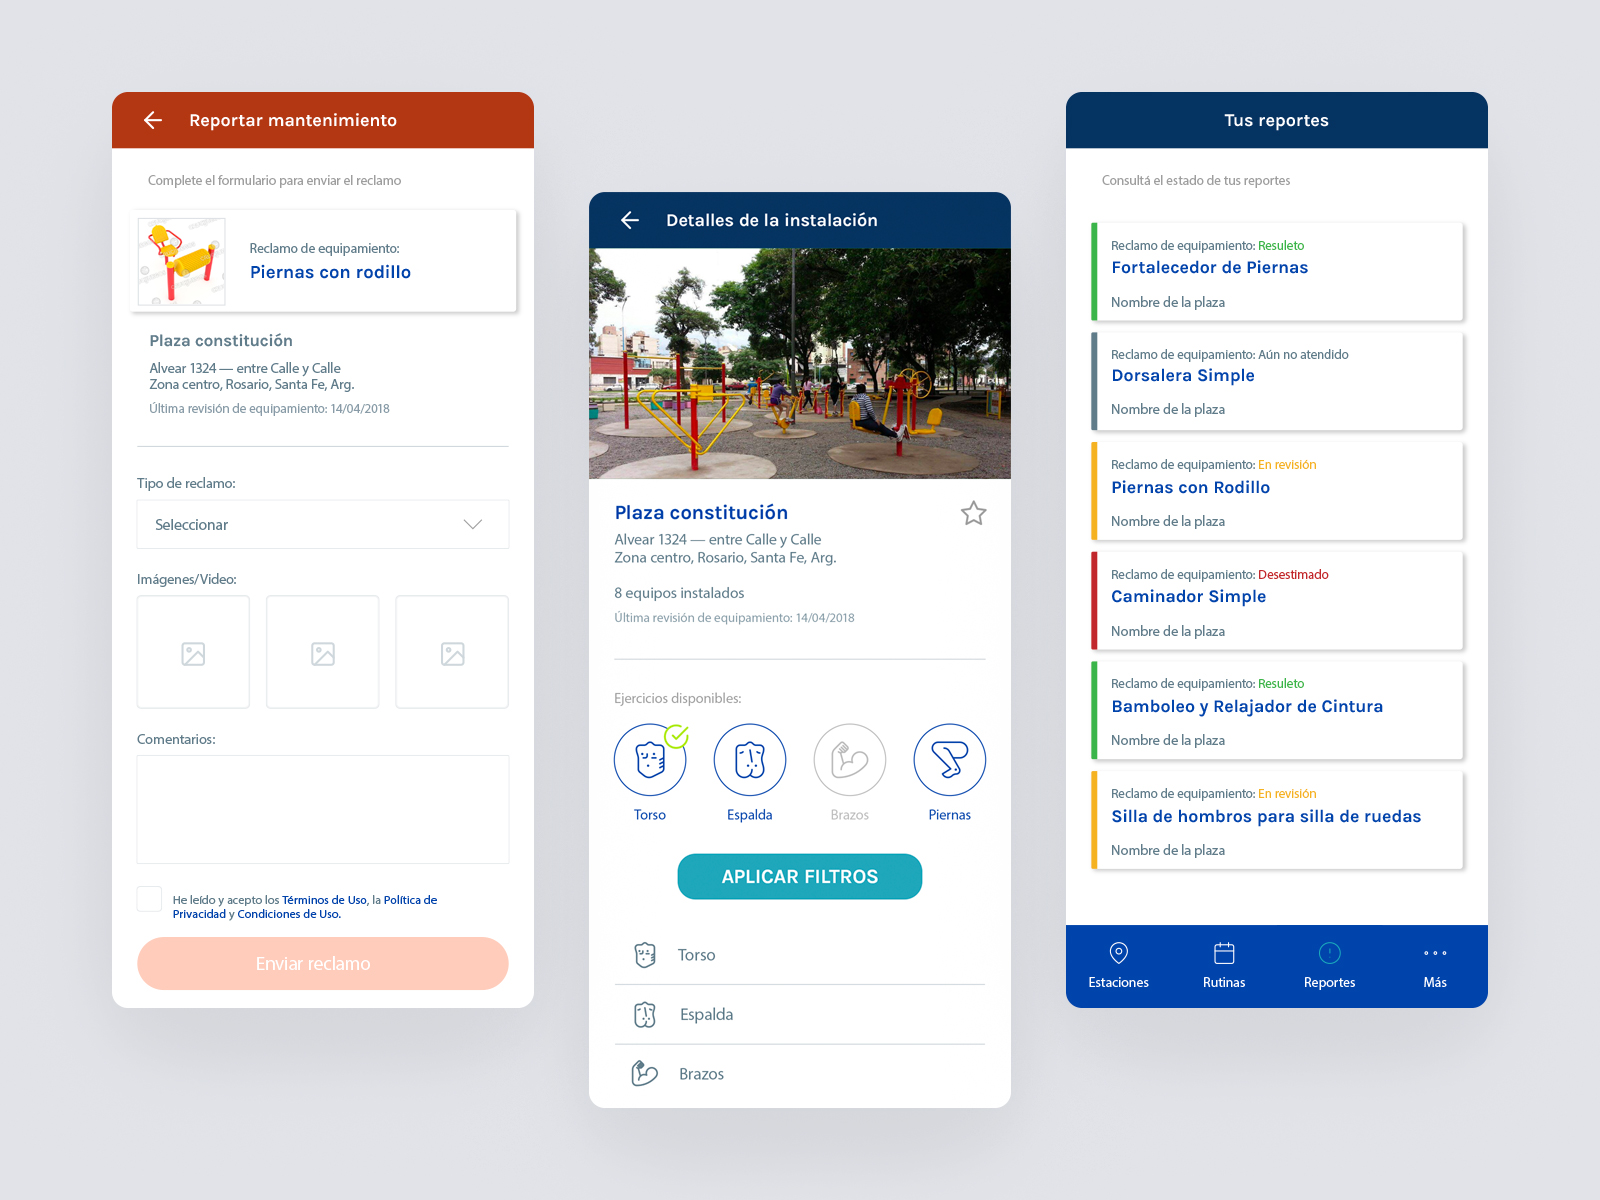 Reportar mantenimiento
Complete el formulario para enviar el reclamo
Reclamo de equipamiento:
Piernas con rodillo
Plaza constitución
Alvear 1324 — entre Calle y Calle
Zona centro, Rosario, Santa Fe, Arg.
Última revisión de equipamiento: 14/04/2018
Tipo de reclamo:
Seleccionar
Imágenes/Video:
Comentarios:
He leído y acepto los Términos de Uso, la Política de
Privacidad y Condiciones de Uso.
Enviar reclamo
Detalles de la instalación
Plaza constitución
Alvear 1324 — entre Calle y Calle
Zona centro, Rosario, Santa Fe, Arg.
8 equipos instalados
Última revisión de equipamiento: 14/04/2018
Ejercicios disponibles:
Torso
Espalda
Brazos
Piernas
APLICAR FILTROS
Torso
Espalda
Brazos
Tus reportes
Consultá el estado de tus reportes
Reclamo de equipamiento: Resuleto
Fortalecedor de Piernas
Nombre de la plaza
Reclamo de equipamiento: Aún no atendido
Dorsalera Simple
Nombre de la plaza
Reclamo de equipamiento: En revisión
Piernas con Rodillo
Nombre de la plaza
Reclamo de equipamiento: Desestimado
Caminador Simple
Nombre de la plaza
Reclamo de equipamiento: Resuleto
Bamboleo y Relajador de Cintura
Nombre de la plaza
Reclamo de equipamiento: En revisión
Silla de hombros para silla de ruedas
Nombre de la plaza
Estaciones
Rutinas
Reportes
Más